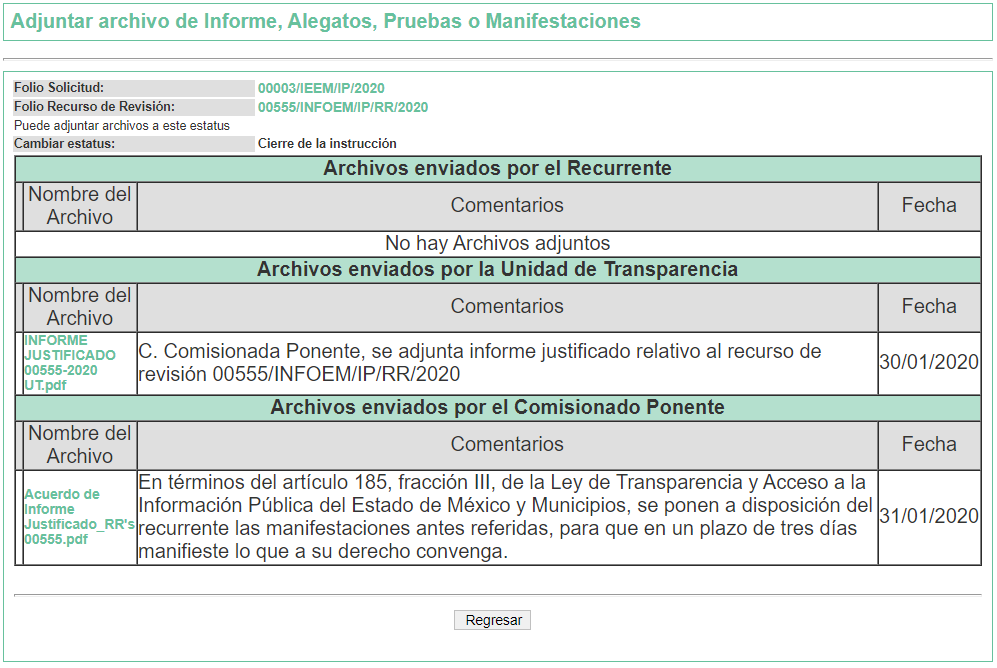 Adjuntar archivo de Informe, Alegatos, Pruebas o Manifestaciones
Folio Solicitud: 00003/IEEM/IP/2020
Folio Recurso de Revisión: 00555/INFOEM/IP/RR/2020
Puede adjuntar archivos a este estatus
Cambiar estatus: Cierre de la instrucción
Archivos enviados por el Recurrente
Nombre del
Archivo
Comentarios
Fecha
No hay Archivos adjuntos
Archivos enviados por la Unidad de Transparencia
Nombre del
Archivo
Comentarios
Fecha
INFORME
JUSTIFICADO
00555-2020
UT.pdf
C. Comisionada Ponente, se adjunta informe justificado relativo al recurso de
revisión 00555/INFOEM/IP/RR/2020
30/01/2020
Archivos enviados por el Comisionado Ponente
Nombre del
Archivo
Comentarios
Fecha
Acuerdo de
Informe
Justificado_RR's
00555.pdf
En términos del artículo 185, fracción III, de la Ley de Transparencia y Acceso a la
Información Pública del Estado de México y Municipios, se ponen a disposición del
recurrente las manifestaciones antes referidas, para que en un plazo de tres días
manifieste lo que a su derecho convenga.
31/01/2020
Regresar